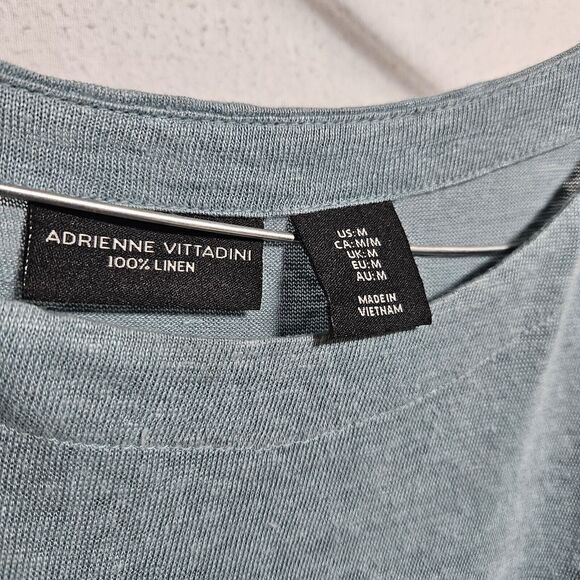 ADRIENNE VITTADINI
100% LINEN
US: M
CA: M/M
UK: M
EU: M
AU: M
MADE IN
VIETNAM